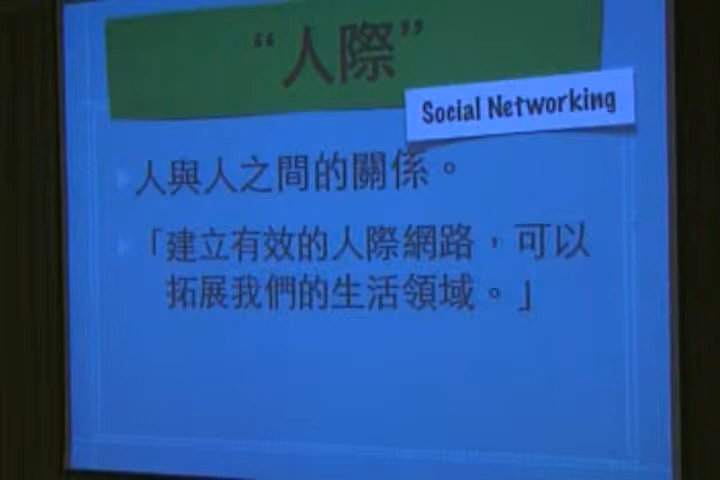 “人際”
Social Networking
人與人之間的關係。
「建立有效的人際網路，可以
拓展我們的生活領域。」